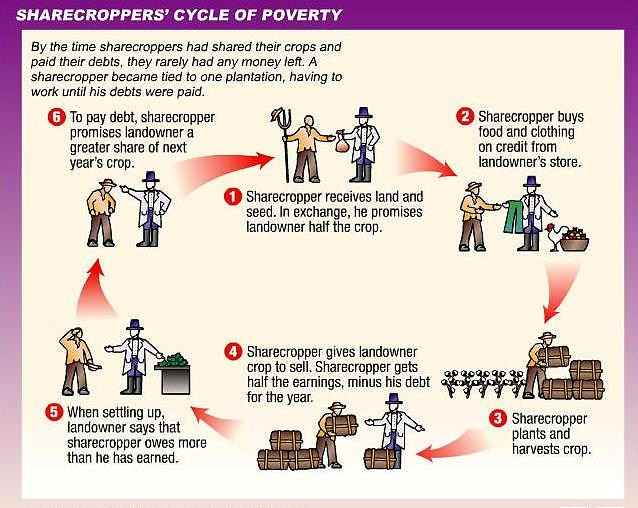 SHARECROPPERS' CYCLE OF POVERTY
By the time sharecroppers had shared their crops and
paid their debts, they rarely had any money left. A
sharecropper became tied to one plantation, having to
work until his debts were paid.
6 To pay debt, sharecropper
promises landowner a
greater share of next
year's crop.
1 Sharecropper receives land and
seed. In exchange, he promises
landowner half the crop.
2 Sharecropper buys
food and clothing
on credit from
landowner's store.
3 Sharecropper
plants and
harvests crop.
4 Sharecropper gives landowner
crop to sell. Sharecropper gets
half the earnings, minus his debt
for the year.
5 When settling up,
landowner says that
sharecropper owes more
than he has earned.